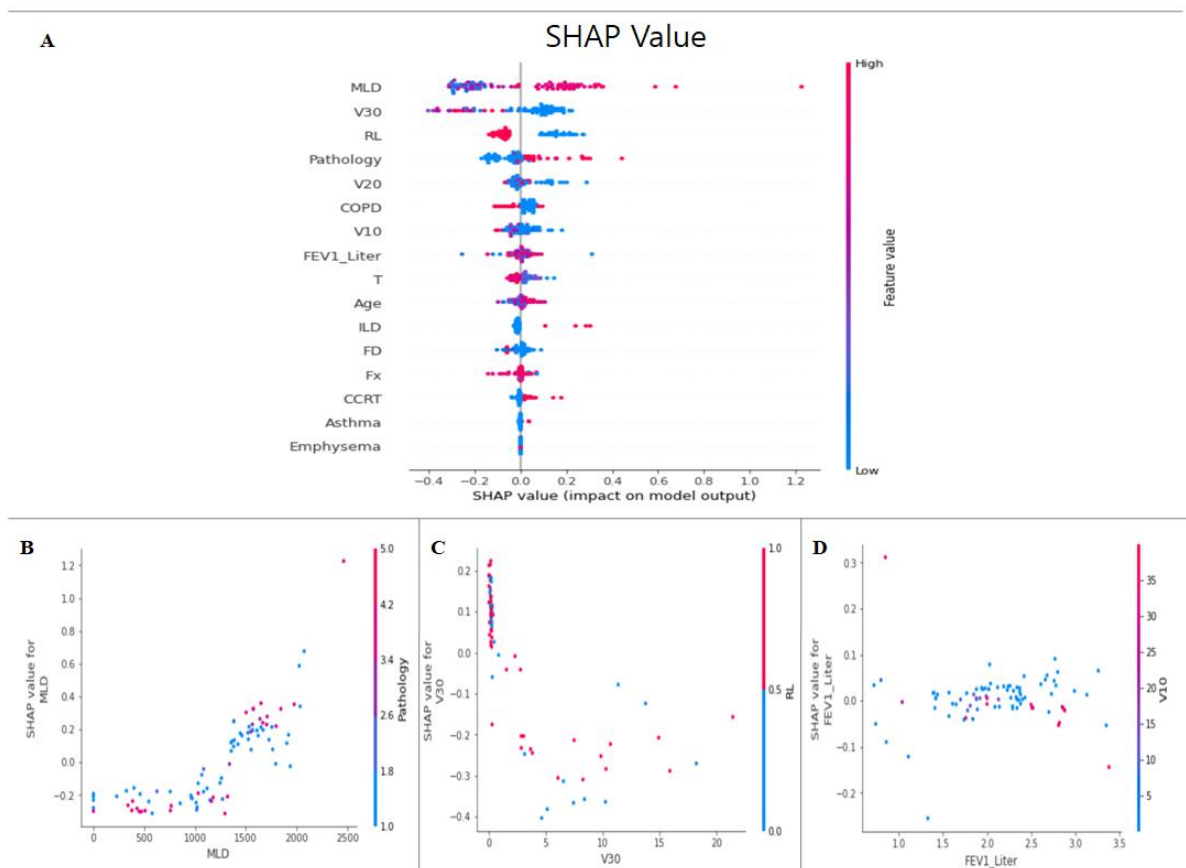 A
SHAP Value
High
MLD
V30
RL
Pathology
V20
COPD
V10
FEV1_Liter
T
Age
ILD
FD
Fx
CCRT
Asthma
Emphysema
Feature value
Low
−0.4 −0.2 0.0 0.2 0.4 0.6 0.8 1.0 1.2
SHAP value (impact on model output)
B
1.2
1.0
0.8
0.6
0.4
0.2
0.0
−0.2
SHAP value for
MLD
0 500 1000 1500 2000 2500
MLD
5.0
4.2
3.4
2.6
1.8
1.0
Pathology
C
0.2
0.1
0.0
−0.1
−0.2
−0.3
−0.4
SHAP value for
V30
0 5 10 15 20
V30
1.0
0.5
0.0
RL
D
0.3
0.2
0.1
0.0
−0.1
−0.2
SHAP value for
FEV1_Liter
1.0 1.5 2.0 2.5 3.0 3.5
FEV1_Liter
35
30
25
20
15
10
5
V10